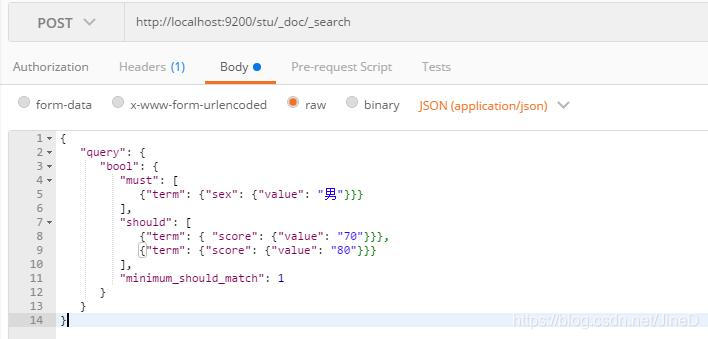 POST http://localhost:9200/stu/_doc/_search
Authorization Headers (1) Body Pre-request Script Tests
form-data x-www-form-urlencoded raw binary JSON (application/json)
1 {
2 "query": {
3 "bool": {
4 "must": [
5 {"term": {"sex": {"value": "男"}}}
6 ],
7 "should": [
8 {"term": { "score": {"value": "70"}}},
9 {"term": {"score": {"value": "80"}}}
10 ],
11 "minimum_should_match": 1
12 }
13 }
14 }
https://blog.csdn.net/JineD